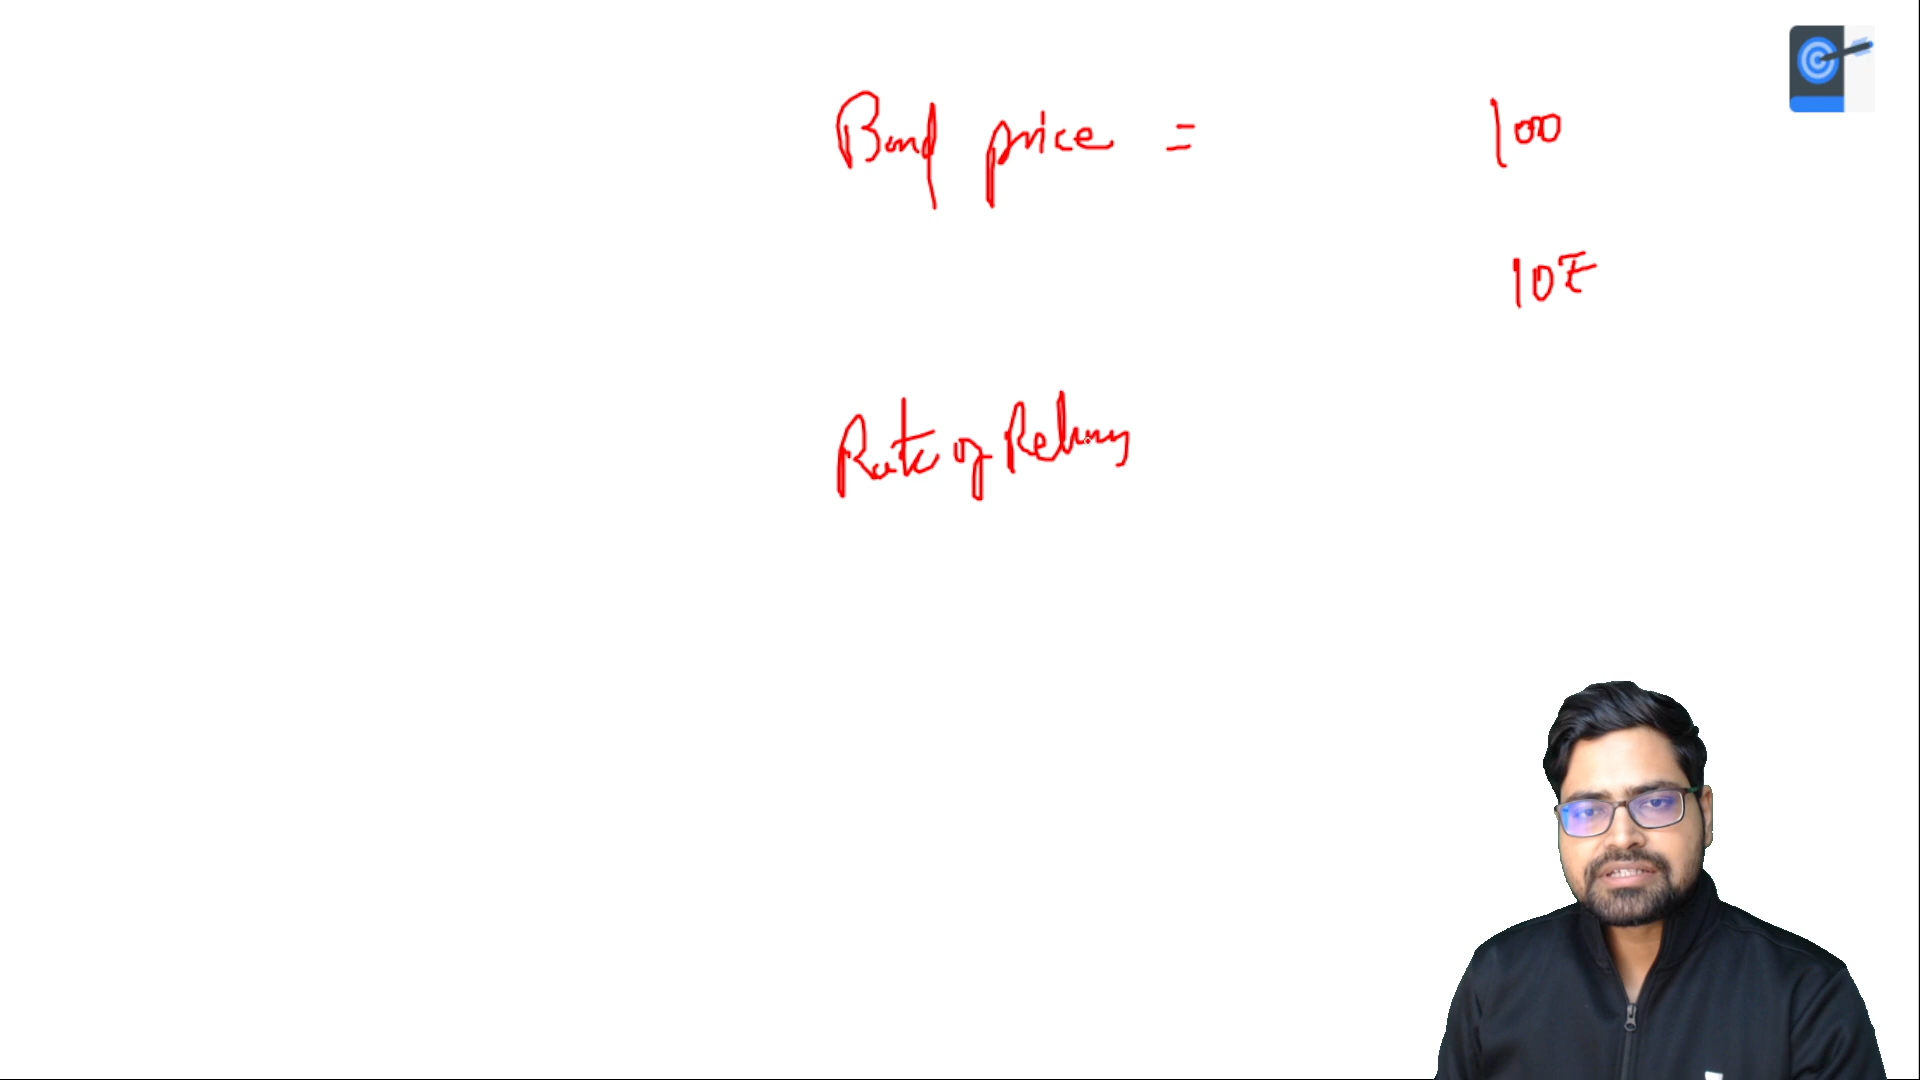 Bond price = 100
10₹
Rate of Return